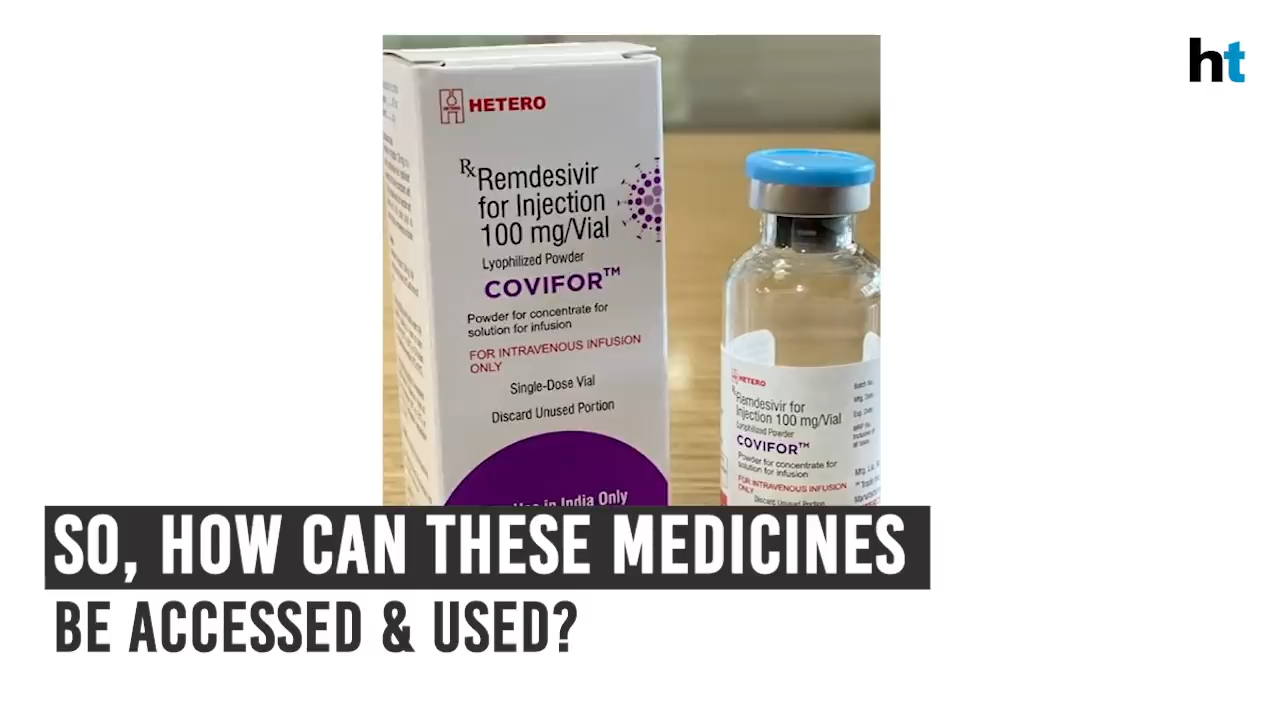 ht
HETERO
Rx Remdesivir
for Injection
100 mg/Vial
Lyophilized Powder
COVIFOR™
Powder for concentrate for
solution for infusion
FOR INTRAVENOUS INFUSION
ONLY
Single-Dose Vial
Discard Unused Portion
in India Only
HETERO
Rx Remdesivir for
Injection 100 mg/Vial
Lyophilized Powder
COVIFOR™
Powder for concentrate for
solution for infusion
FOR INTRAVENOUS INFUSION
ONLY
Discard Unused Portion
SO, HOW CAN THESE MEDICINES
BE ACCESSED & USED?